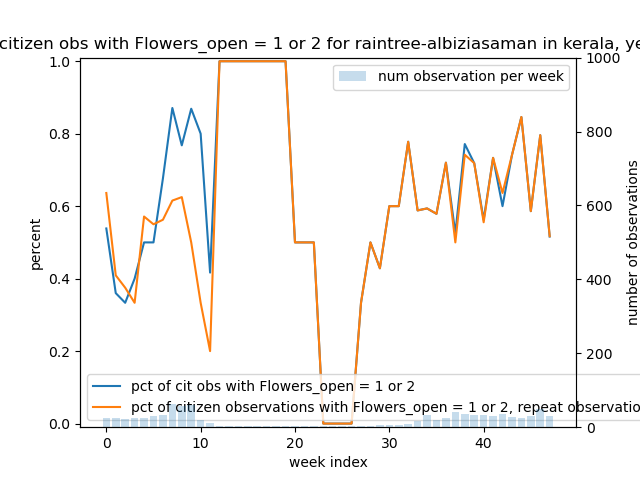 citizen obs with Flowers_open = 1 or 2 for raintree-albiziasaman in kerala,
num observation per week
percent
1.0
0.8
0.6
0.4
0.2
0.0
1000
800
600
400
200
0
number of observations
pct of cit obs with Flowers_open = 1 or 2
pct of citizen observations with Flowers_open = 1 or 2, repeat
0 10 20 30 40
week index